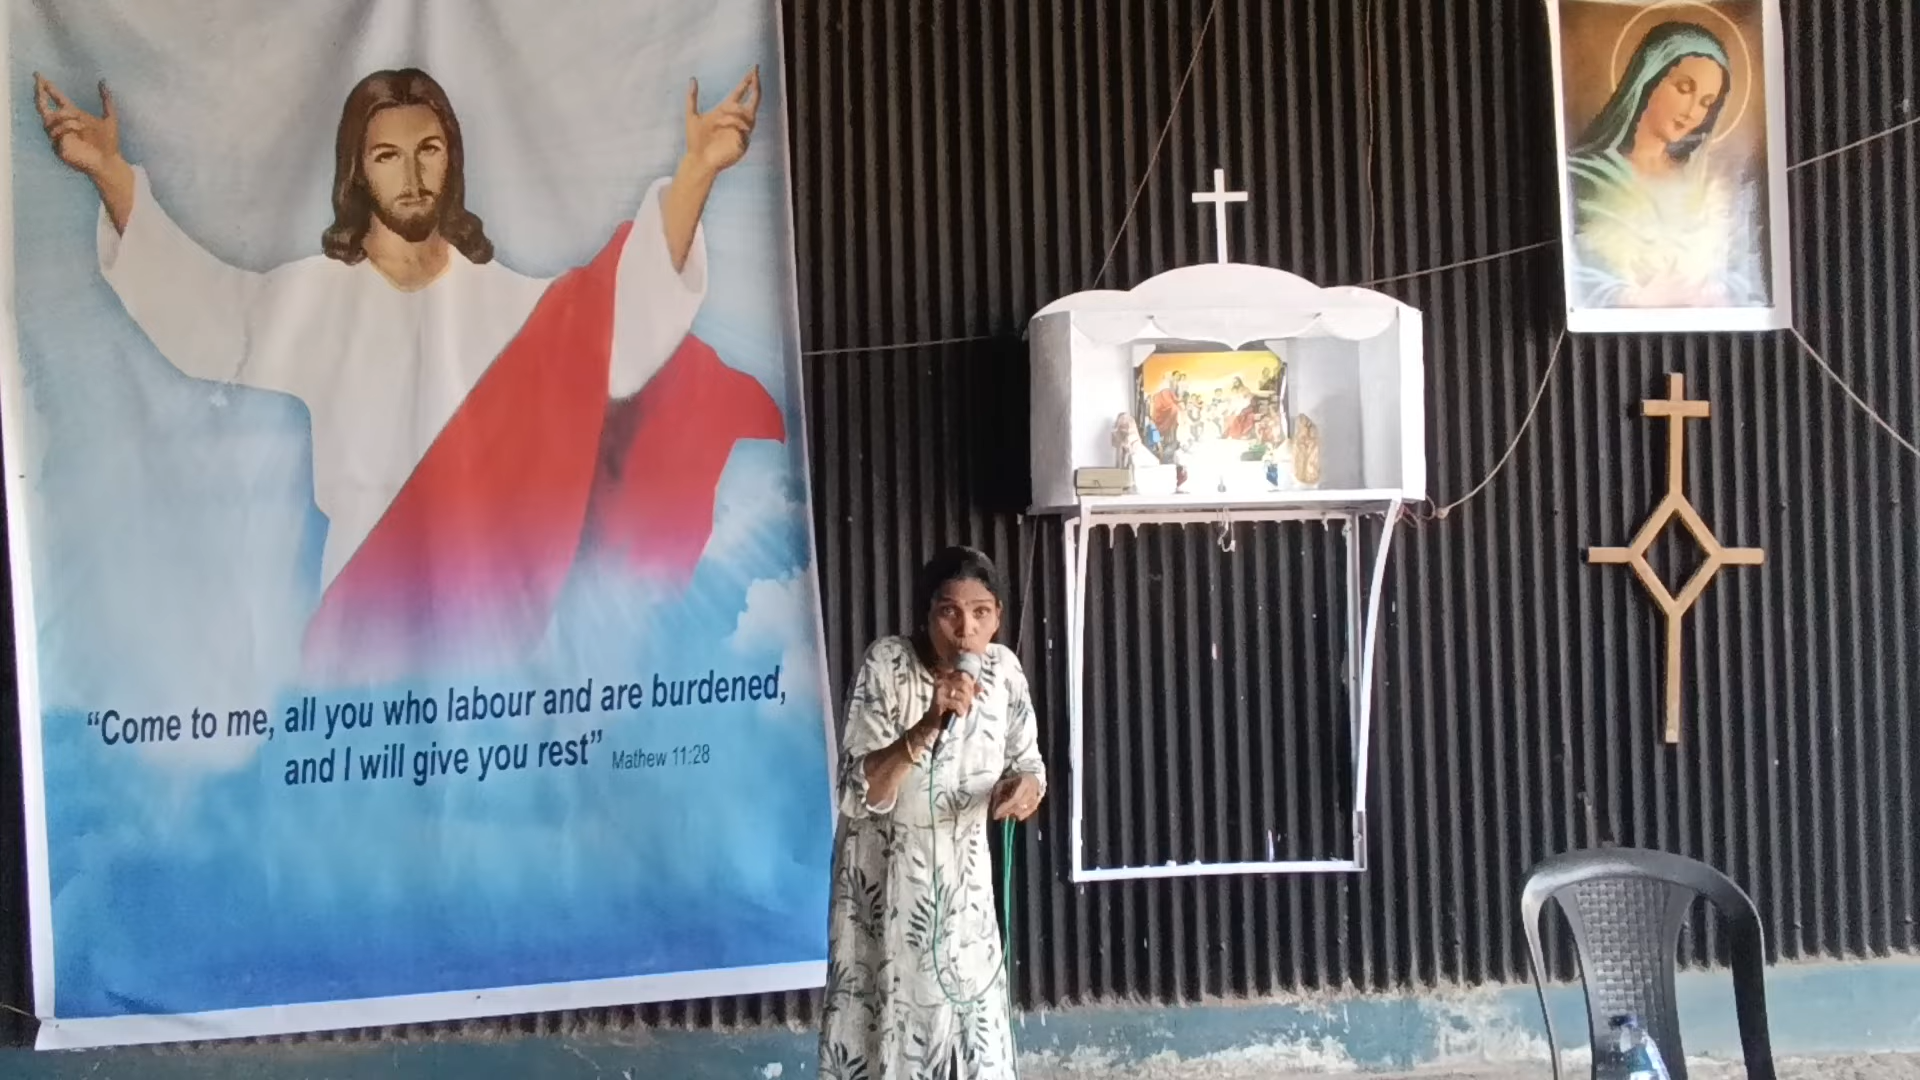 “Come to me, all you who labour and are burdened,
and I will give you rest” Mathew 11:28